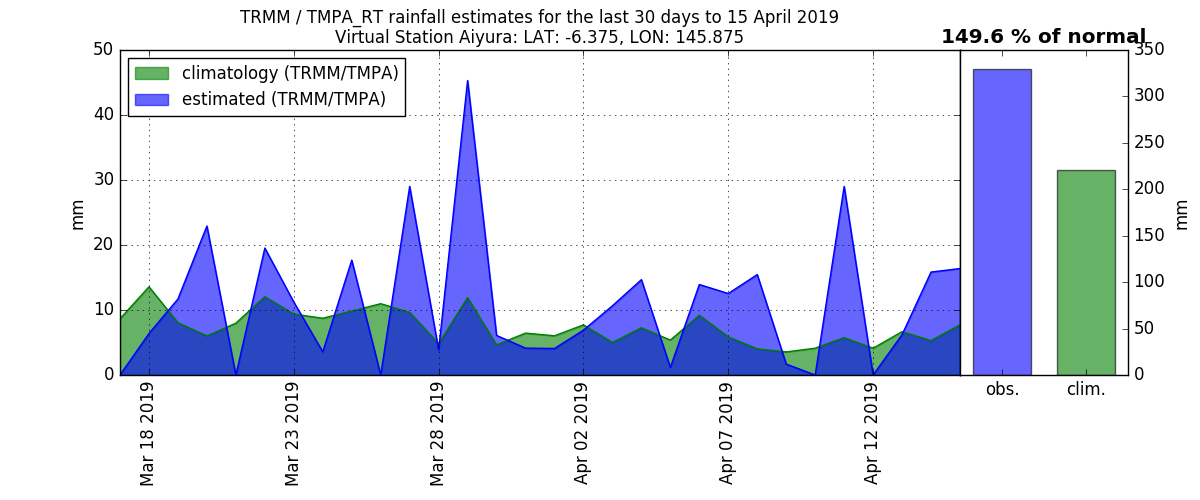 TRMM / TMPA_RT rainfall estimates for the last 30 days to 15 April 2019
Virtual Station Aiyura: LAT: -6.375, LON: 145.875
149.6 % of normal
climatology (TRMM/TMPA)
estimated (TRMM/TMPA)
50
40
30
20
10
0
mm
Mar 18 2019
Mar 23 2019
Mar 28 2019
Apr 02 2019
Apr 07 2019
Apr 12 2019
obs.
clim.
350
300
250
200
150
100
50
0
mm